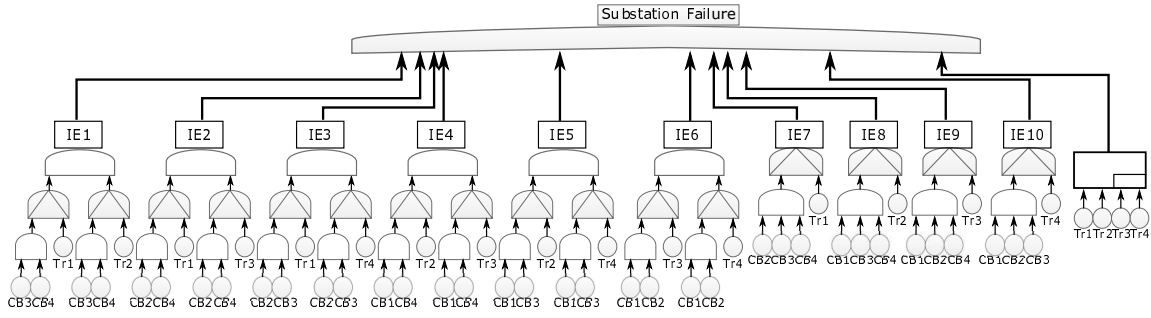 Substation Failure
IE1 IE2 IE3 IE4 IE5 IE6 IE7 IE8 IE9 IE10
Tr1 Tr2 Tr3 Tr4
Tr1 Tr2 Tr3 Tr4
Tr1 Tr2 Tr1 Tr3 Tr1 Tr4 Tr2 Tr3 Tr2 Tr4 Tr3 Tr4
CB2CB3CB4 CB1CB3CB4 CB1CB2CB4 CB1CB2CB3
CB3CB4 CB3CB4 CB2CB4 CB2CB4 CB2CB3 CB2CB3 CB1CB4 CB1CB4 CB1CB3 CB1CB3 CB1CB2 CB1CB2